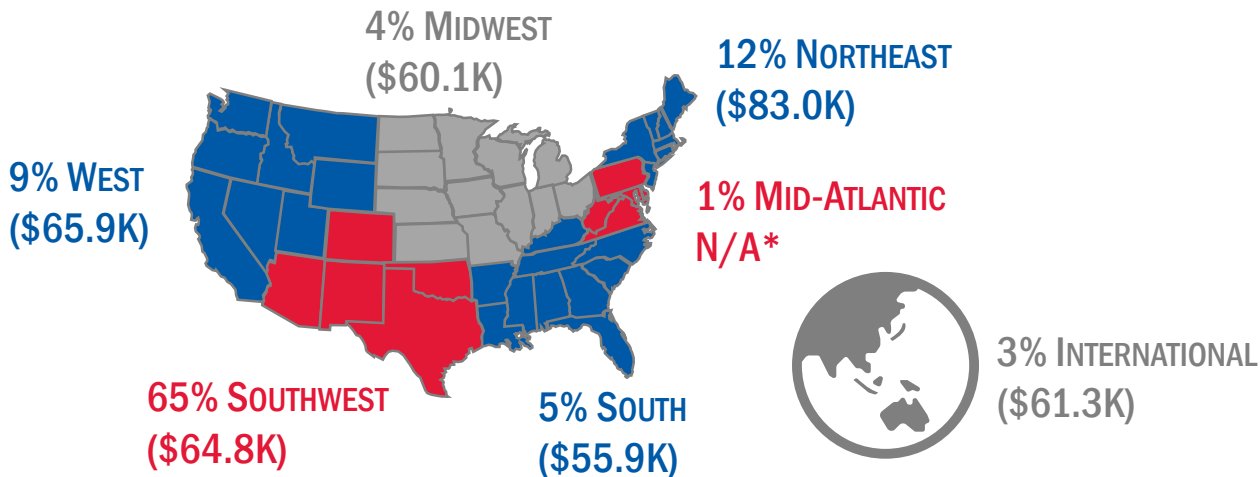 4% MIDWEST
($60.1K)
12% NORTHEAST
($83.0K)
9% WEST
($65.9K)
1% MID-ATLANTIC
N/A*
3% INTERNATIONAL
($61.3K)
65% SOUTHWEST
($64.8K)
5% SOUTH
($55.9K)